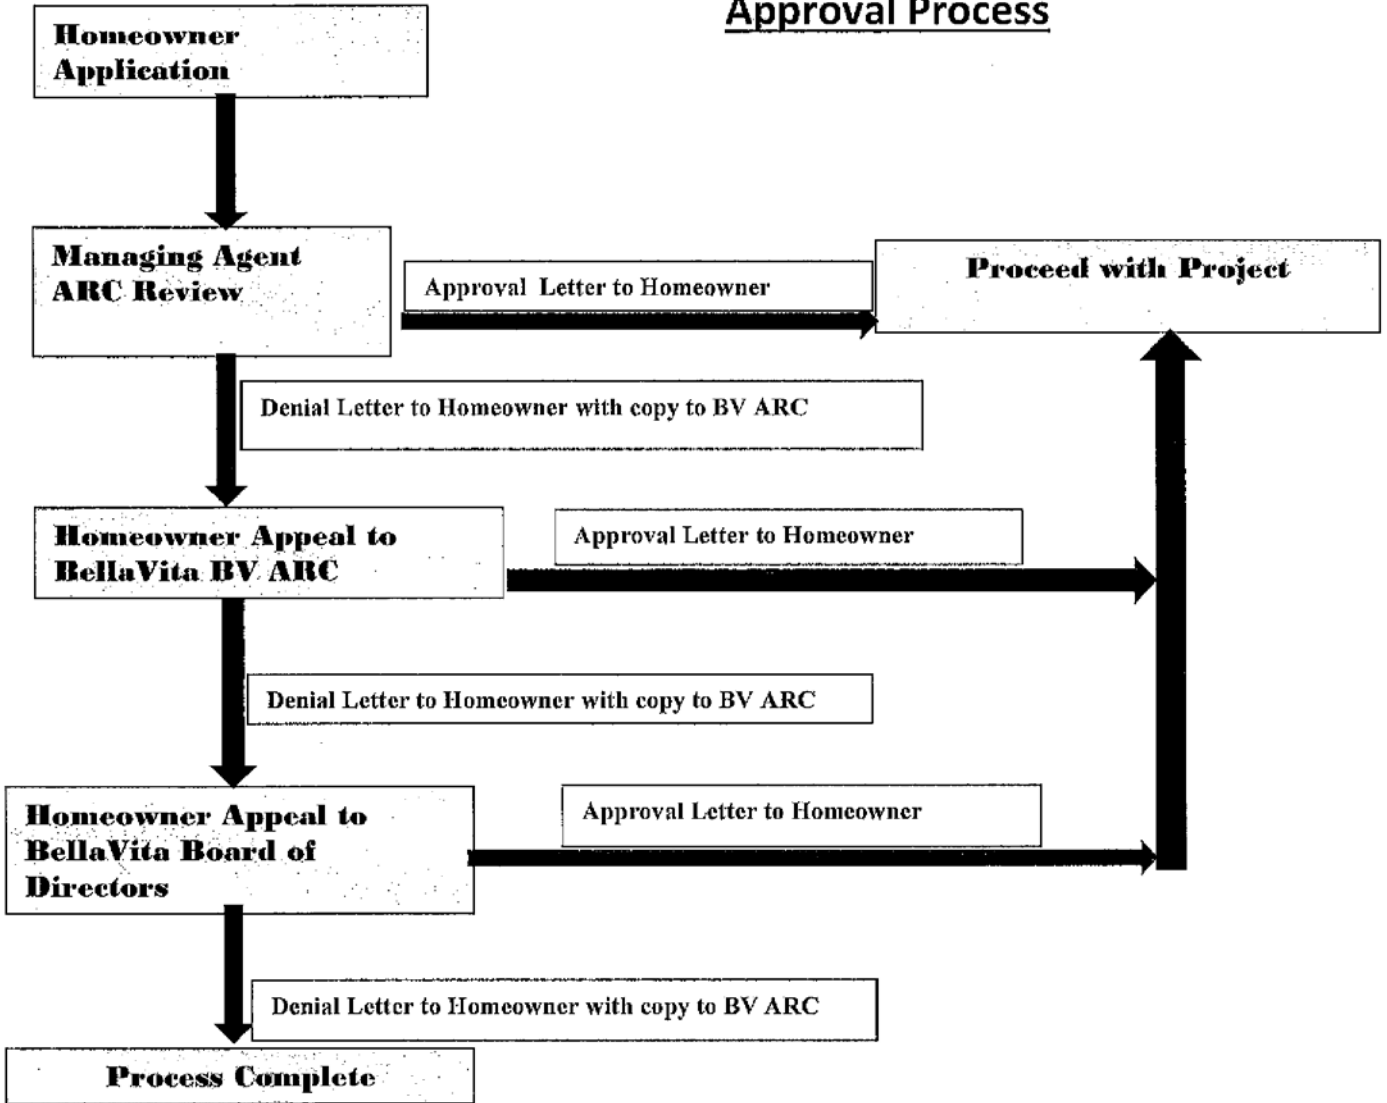 Approval Process
Homeowner
Application
Managing Agent
ARC Review
Approval Letter to Homeowner
Proceed with Project
Denial Letter to Homeowner with copy to BV ARC
Homeowner Appeal to
BellaVita BV ARC
Approval Letter to Homeowner
Denial Letter to Homeowner with copy to BV ARC
Homeowner Appeal to
BellaVita Board of
Directors
Approval Letter to Homeowner
Denial Letter to Homeowner with copy to BV ARC
Process Complete